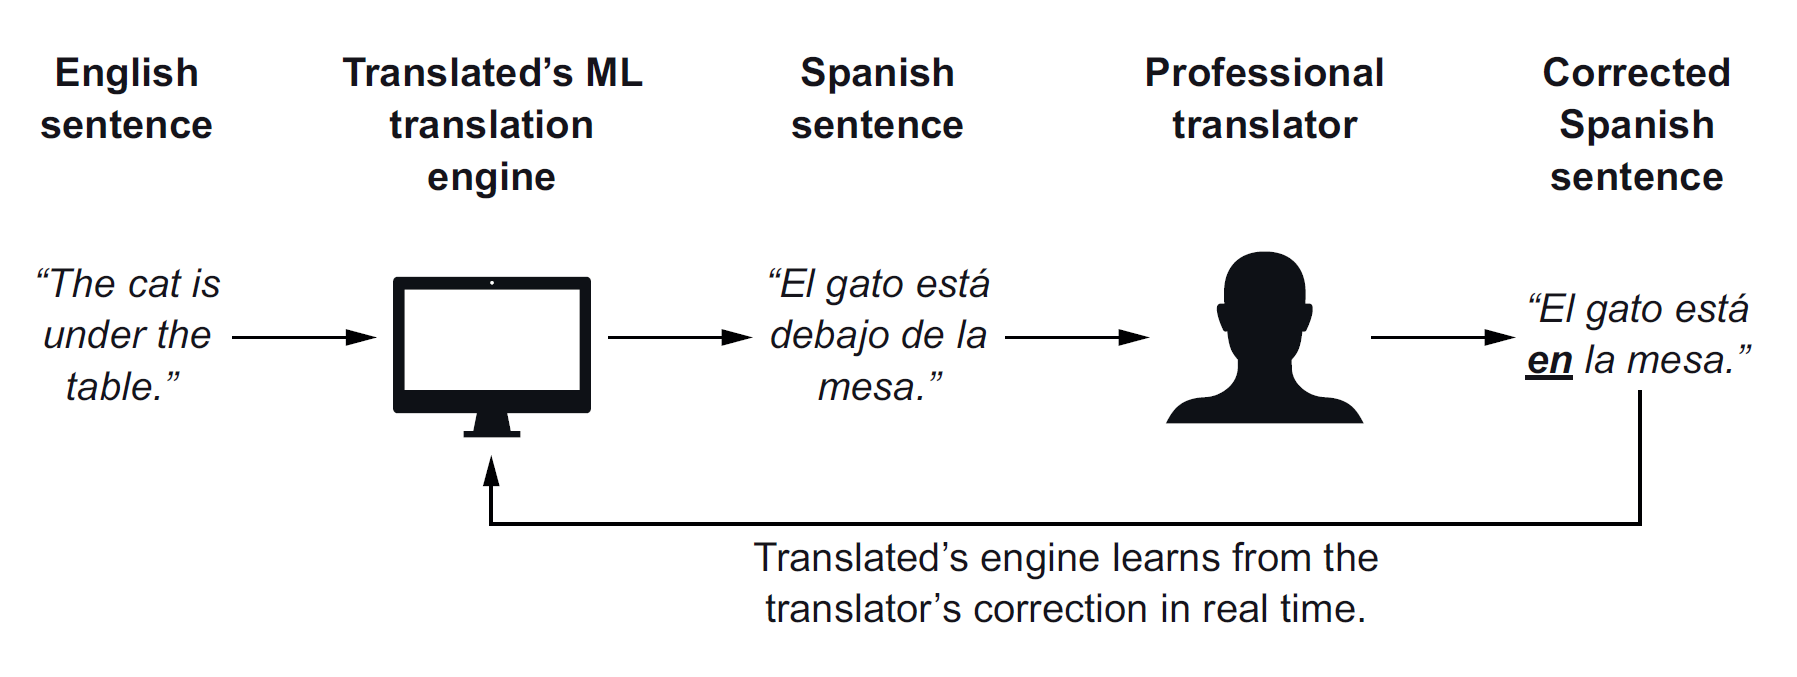 English
sentence
Translated’s ML
translation
engine
Spanish
sentence
Professional
translator
Corrected
Spanish
sentence
“The cat is
under the
table.”
“El gato está
debajo de la
mesa.”
“El gato está
en la mesa.”
Translated’s engine learns from the
translator’s correction in real time.